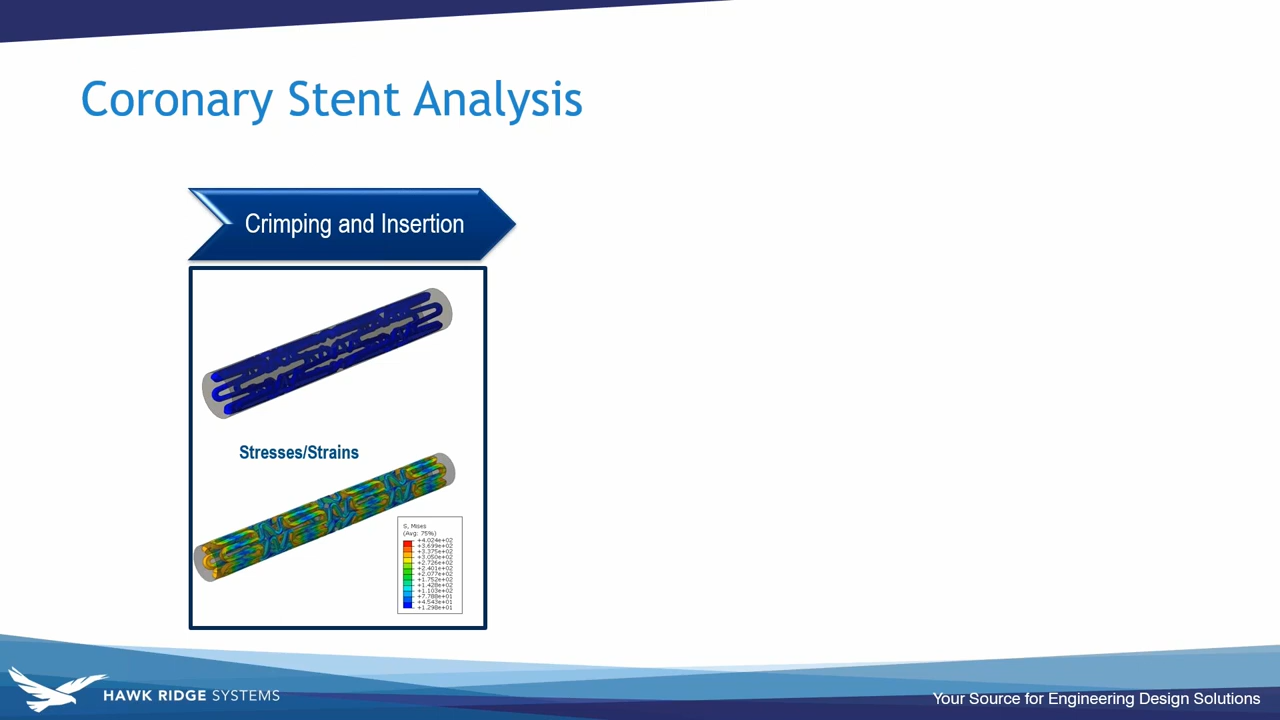 Coronary Stent Analysis
Crimping and Insertion
Stresses/Strains
S, Mises
(Avg: 75%)
+4.024e+02
+3.699e+02
+3.375e+02
+3.050e+02
+2.726e+02
+2.401e+02
+2.077e+02
+1.752e+02
+1.428e+02
+1.103e+02
+7.788e+01
+4.543e+01
+1.298e+01
HAWK RIDGE SYSTEMS
Your Source for Engineering Design Solutions